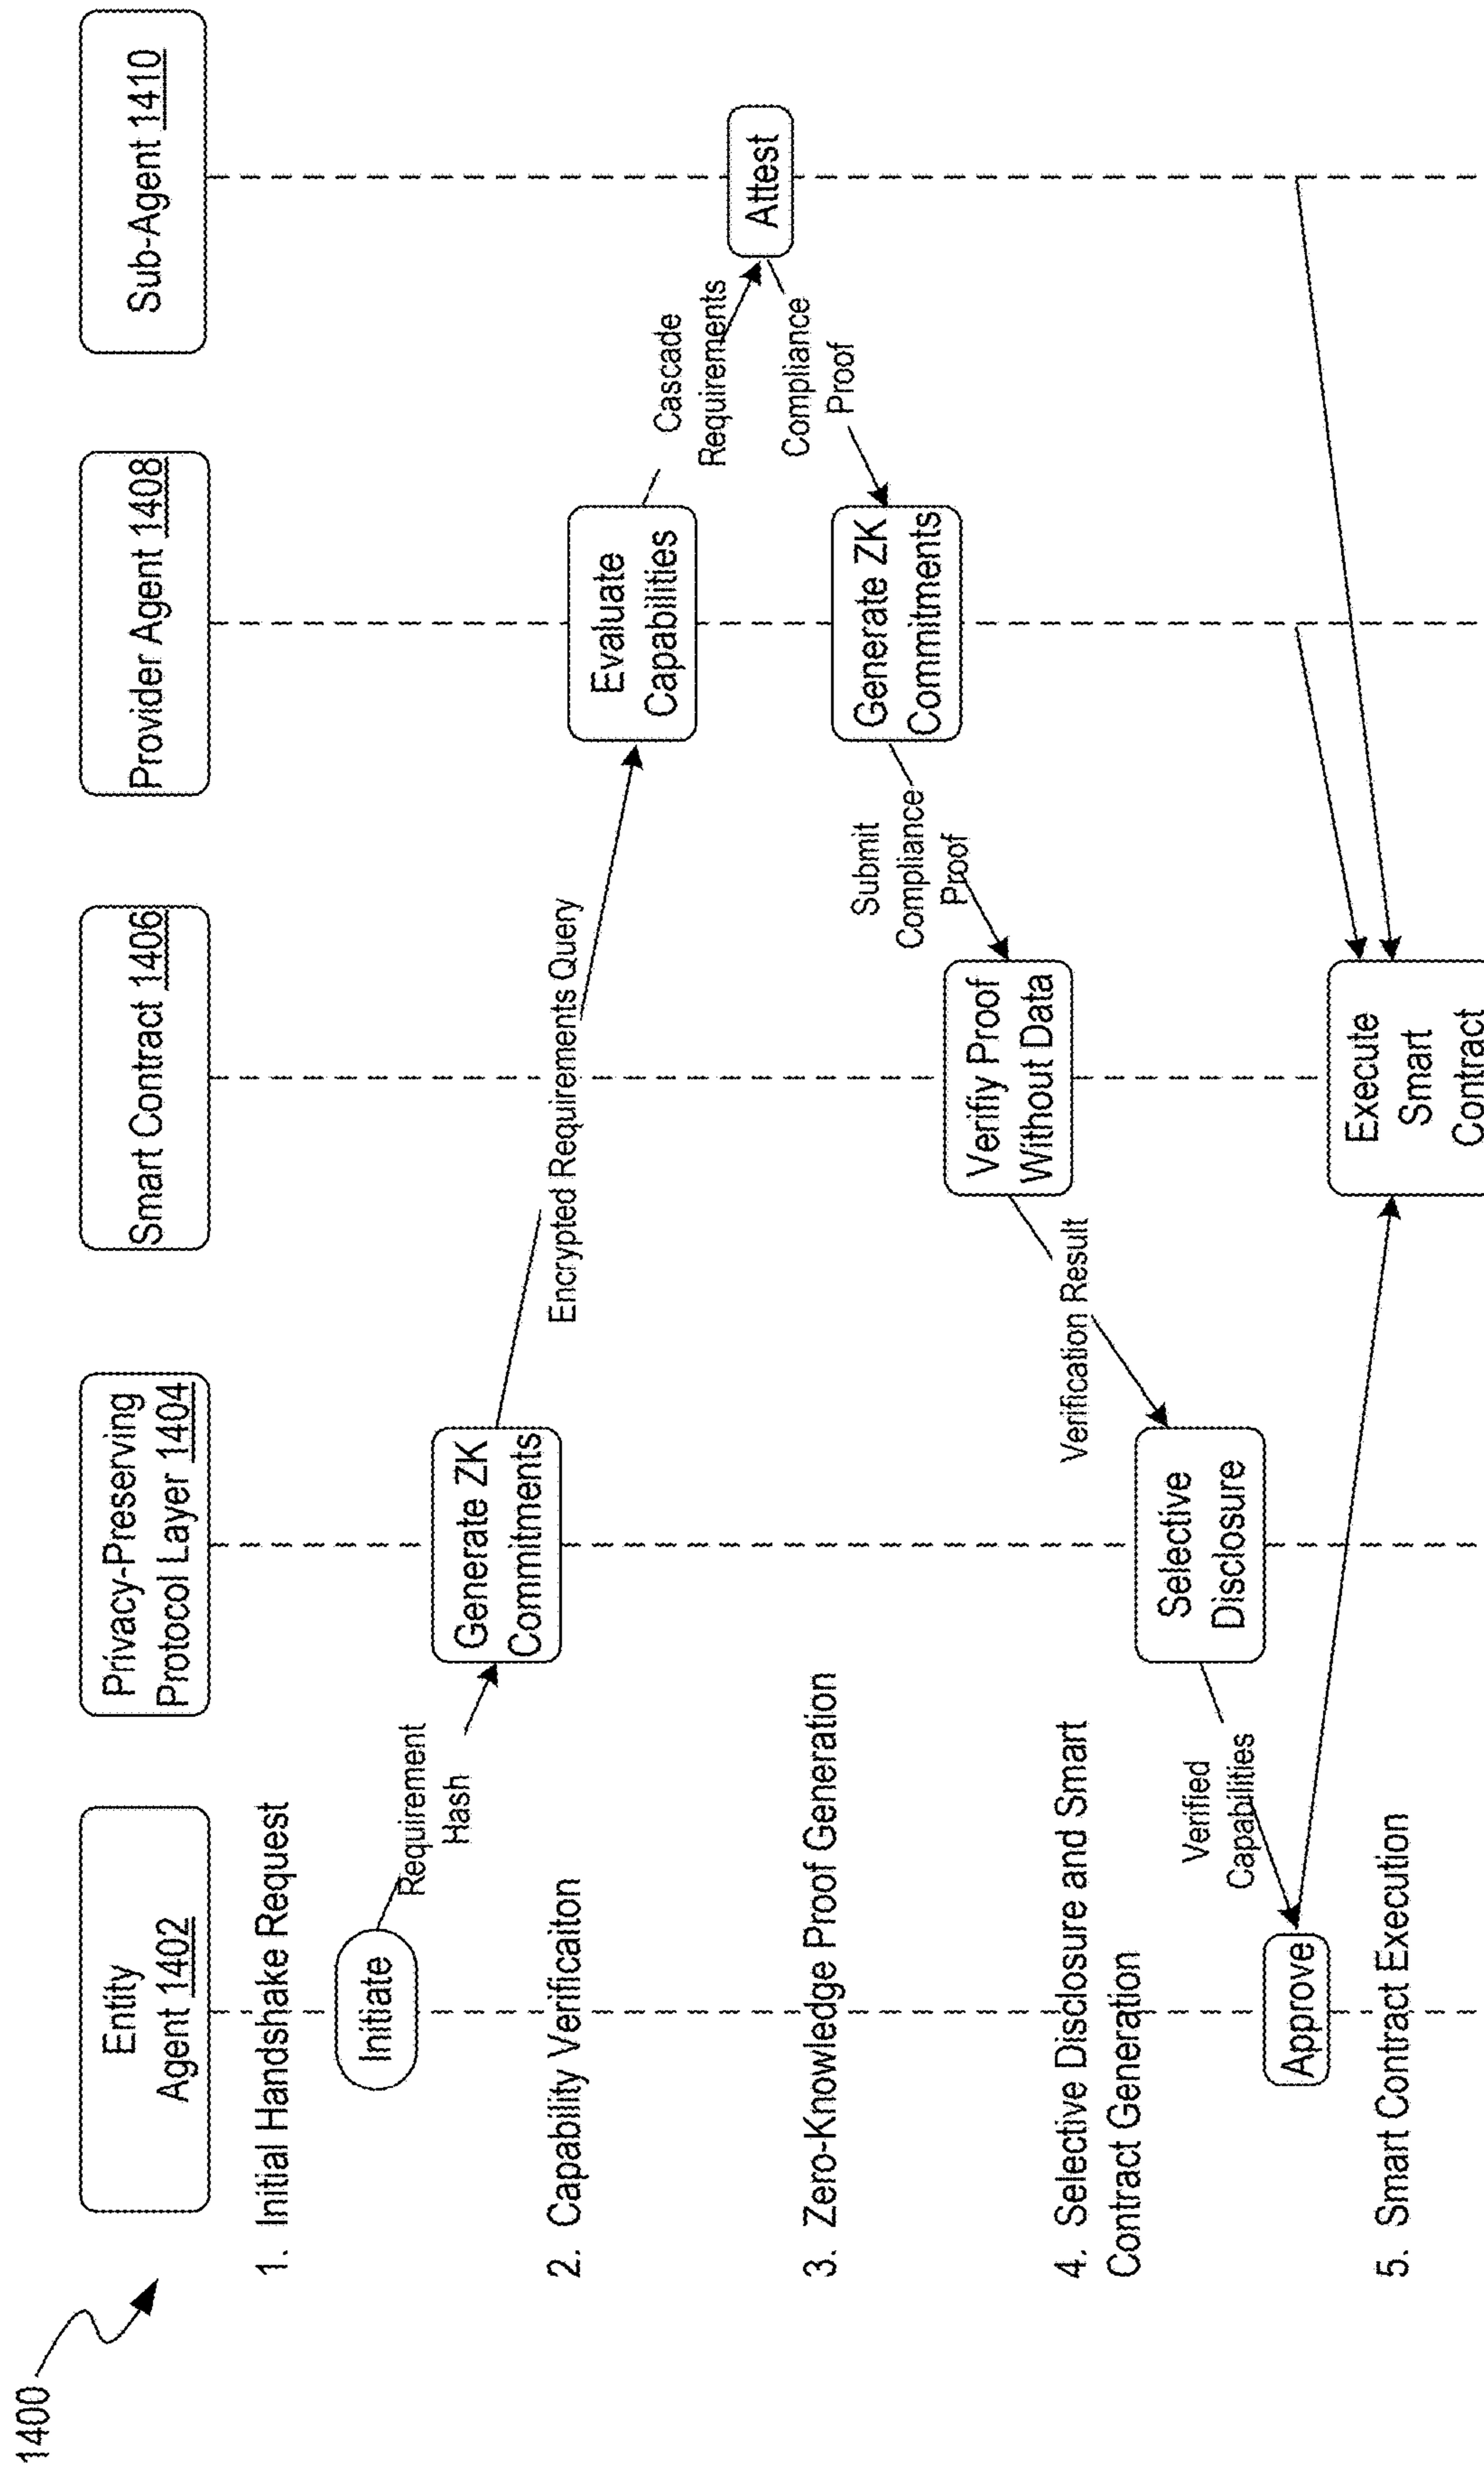 1400
Entity
Agent 1402
Privacy-Preserving
Protocol Layer 1404
Smart Contract 1406
Provider Agent 1408
Sub-Agent 1410
1. Initial Handshake Request
Initiate
Requirement
Hash
Generate ZK
Commitments
2. Capability Verificaiton
Encrypted Requirements Query
Evaluate
Capabilities
Cascade
Requirements
Attest
Compliance
Proof
3. Zero-Knowledge Proof Generation
Generate ZK
Commitments
Submit
Compliance
Proof
Verifiy Proof
Without Data
4. Selective Disclosure and Smart
Contract Generation
Verification Result
Selective
Disclosure
Verified
Capabilities
Approve
5. Smart Contract Execution
Execute
Smart
Contract